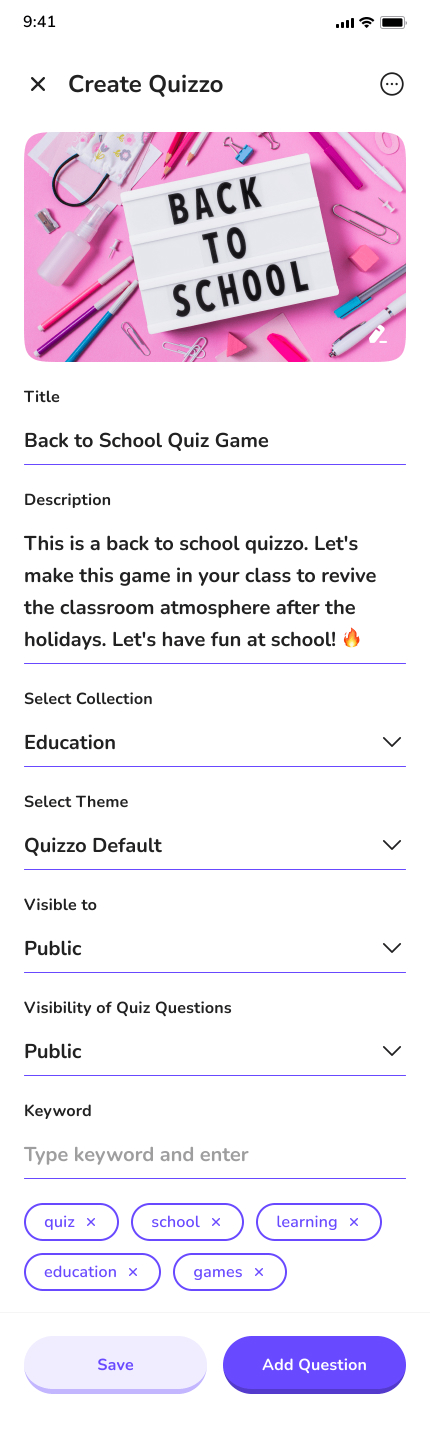 9:41
Create Quizzo
BACK
TO
SCHOOL
Title
Back to School Quiz Game
Description
This is a back to school quizzo. Let's
make this game in your class to revive
the classroom atmosphere after the
holidays. Let's have fun at school! 🔥
Select Collection
Education
Select Theme
Quizzo Default
Visible to
Public
Visibility of Quiz Questions
Public
Keyword
Type keyword and enter
quiz × school × learning ×
education × games ×
Save Add Question